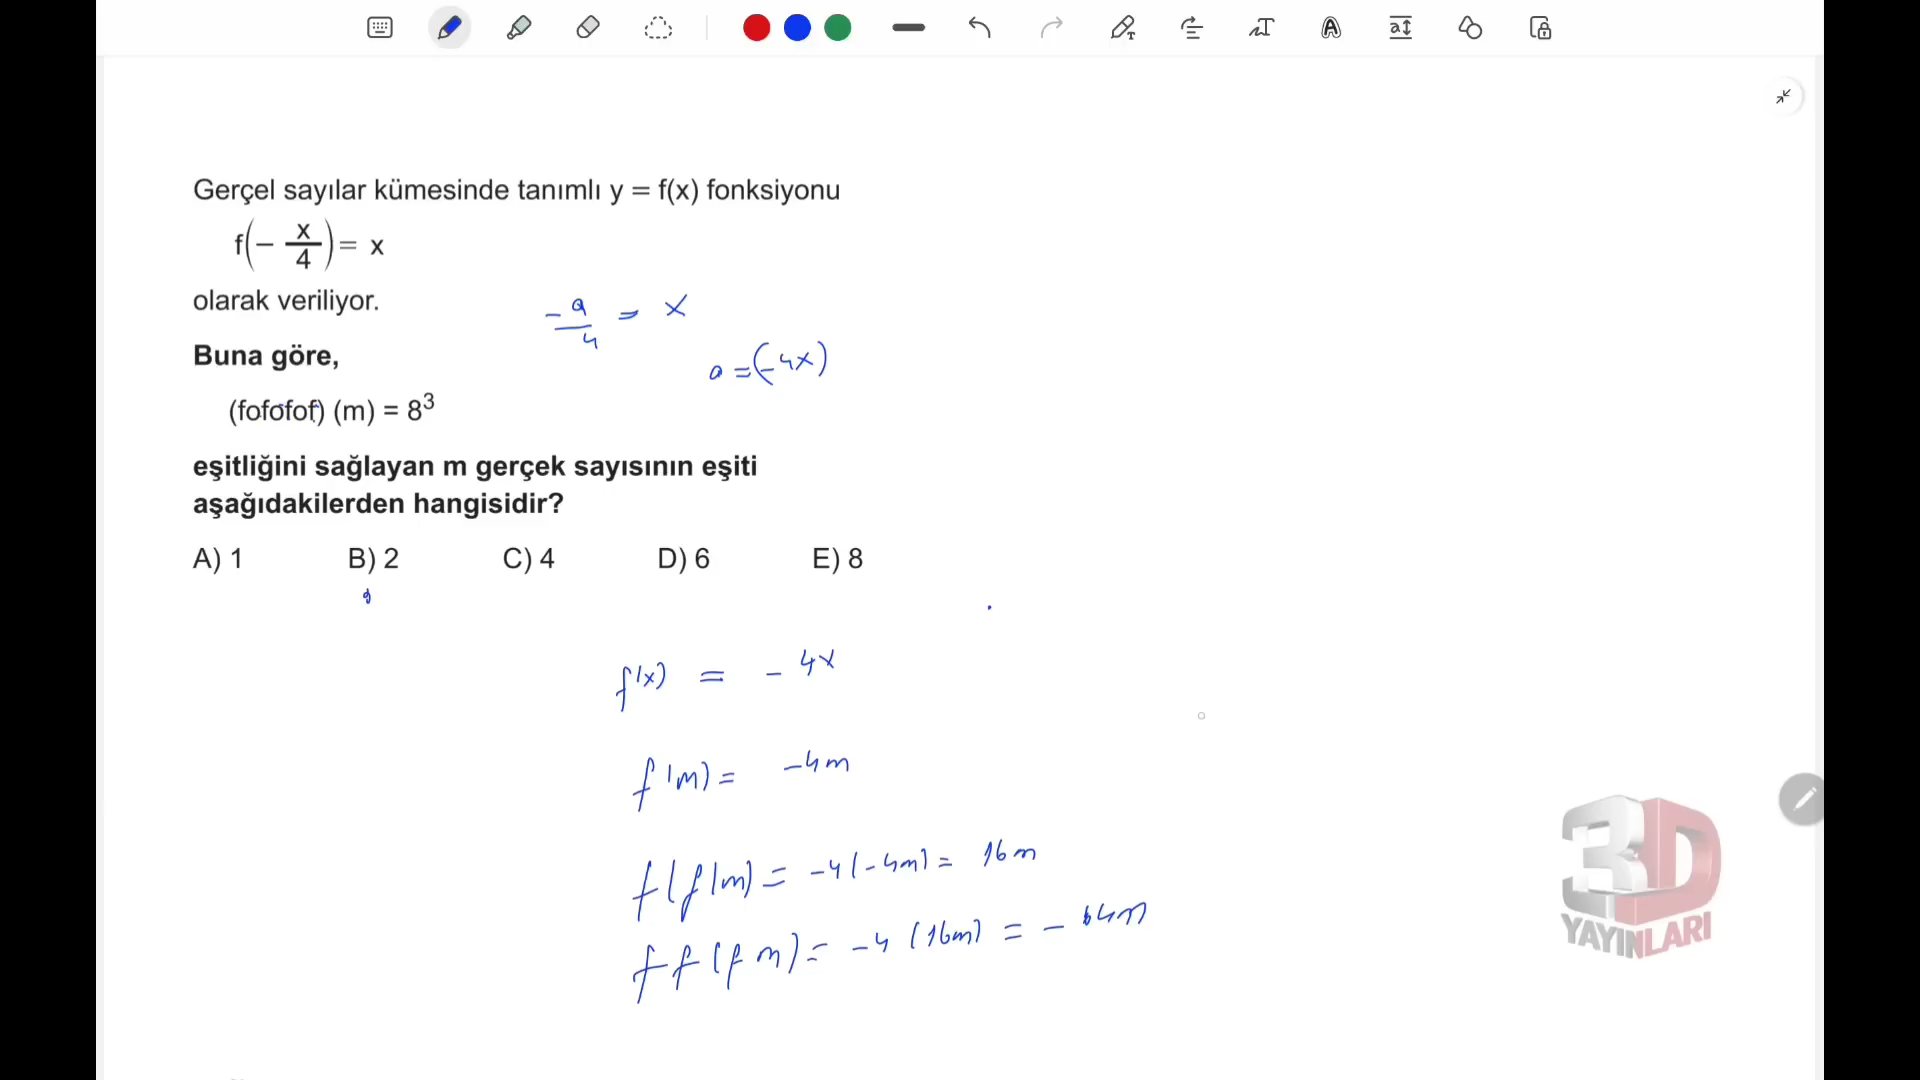 Gerçel sayılar kümesinde tanımlı y = f(x) fonksiyonu
f(- x/4) = x
olarak veriliyor.
-a/4 = x
Buna göre,
a = (-4x)
(fofofof) (m) = 8³
eşitliğini sağlayan m gerçek sayısının eşiti
aşağıdakilerden hangisidir?
A) 1 B) 2 C) 4 D) 6 E) 8
f(x) = - 4x
f(m) = -4m
f(f(m) = -4(-4m) = 16m
f f (f m) = -4 (16m) = - 64m
3D
YAYINLARI